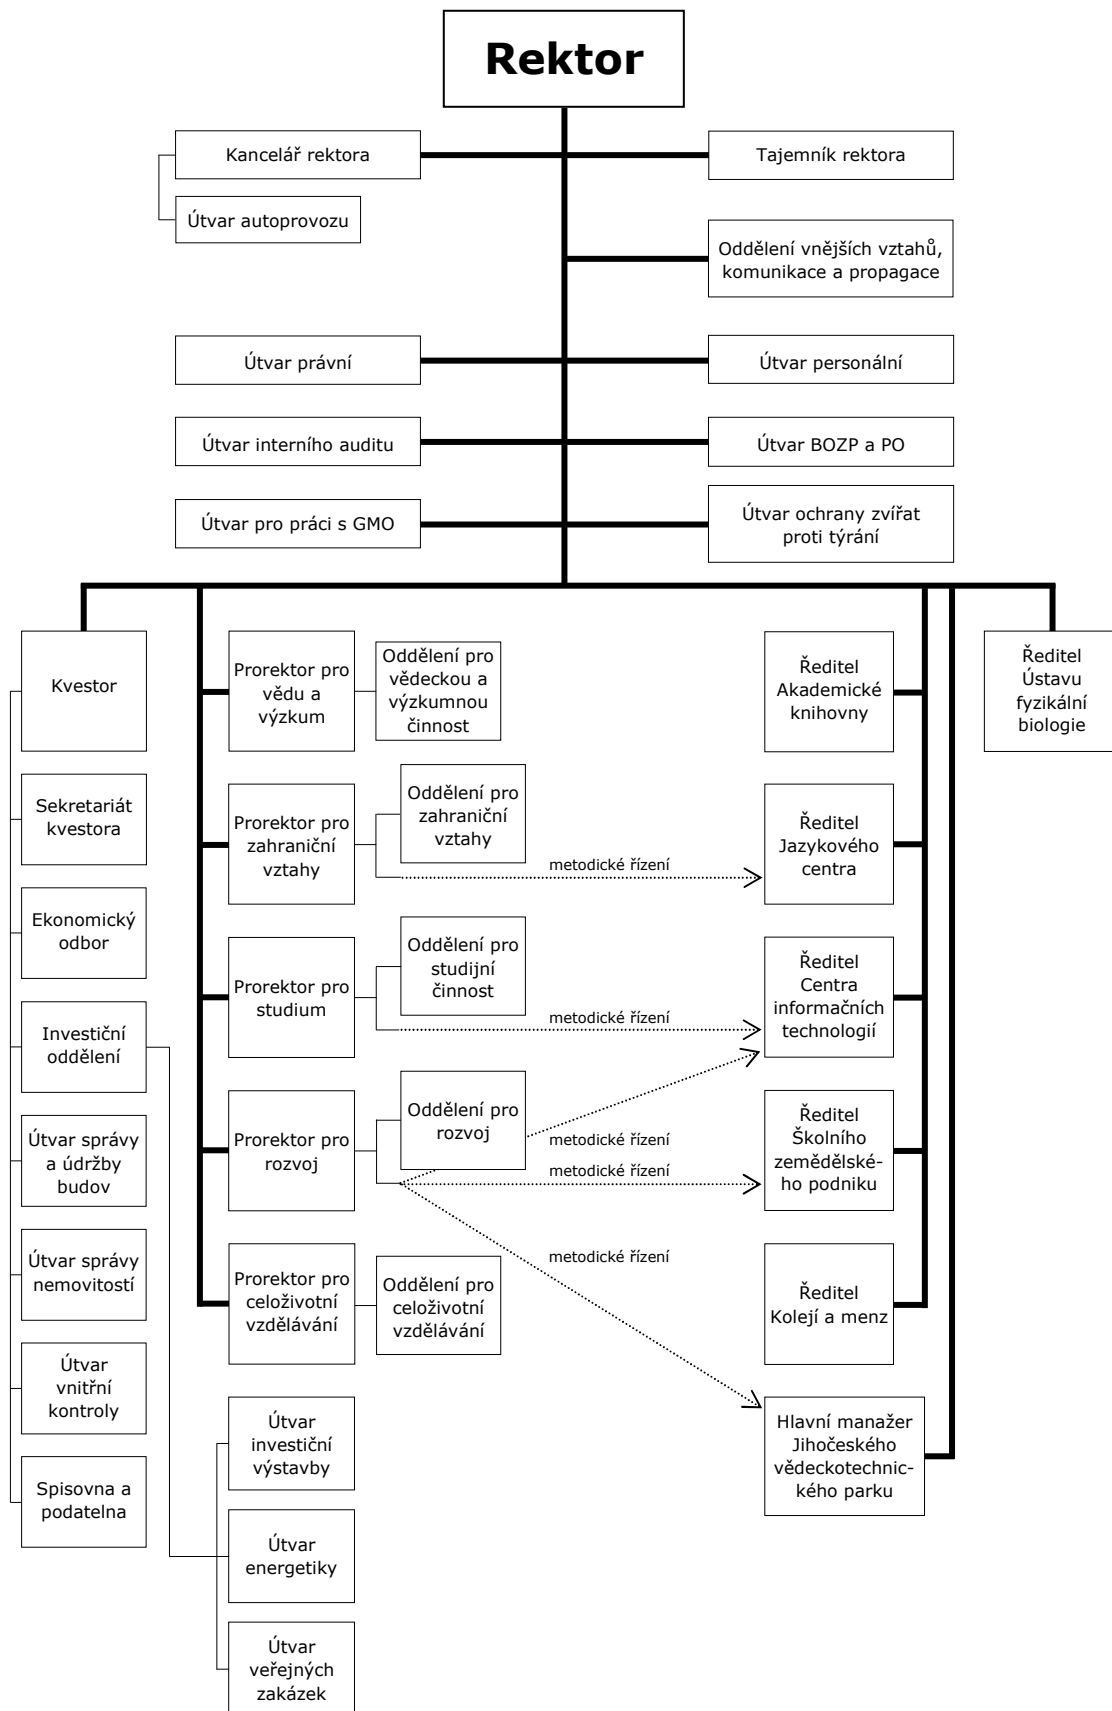 Rektor
Kancelář rektora
Tajemník rektora
Útvar autoprovozu
Oddělení vnějších vztahů,
komunikace a propagace
Útvar právní
Útvar personální
Útvar interního auditu
Útvar BOZP a PO
Útvar pro práci s GMO
Útvar ochrany zvířat
proti týrání
Kvestor
Sekretariát
kvestora
Ekonomický
odbor
Investiční
oddělení
Útvar správy
a údržby
budov
Útvar správy
nemovitostí
Útvar
vnitřní
kontroly
Spisovna a
podatelna
Prorektor pro
vědu a
výzkum
Oddělení pro
vědeckou a
výzkumnou
činnost
Prorektor pro
zahraniční
vztahy
Oddělení pro
zahraniční
vztahy
metodické řízení
Prorektor pro
studium
Oddělení pro
studijní
činnost
metodické řízení
Prorektor pro
rozvoj
Oddělení pro
rozvoj
metodické řízení
metodické řízení
metodické řízení
Prorektor pro
celoživotní
vzdělávání
Oddělení pro
celoživotní
vzdělávání
Útvar
investiční
výstavby
Útvar
energetiky
Útvar
veřejných
zakázek
Ředitel
Akademické
knihovny
Ředitel
Jazykového
centra
Ředitel
Centra
informačních
technologií
Ředitel
Školního
zemědělské-
ho podniku
Ředitel
Kolejí a menz
Hlavní manažer
Jihočeského
vědeckotechnic-
kého parku
Ředitel
Ústavu
fyzikální
biologie